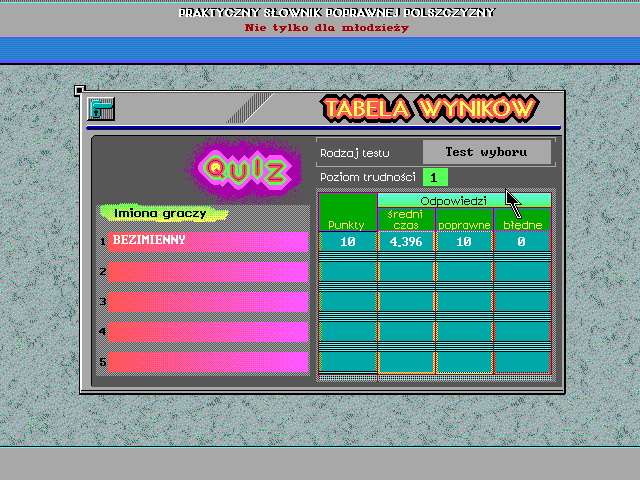 PRAKTYCZNY SŁOWNIK POPRAWNEJ POLSZCZYZNY
Nie tylko dla młodzieży
TABELA WYNIKÓW
QUIZ
Rodzaj testu Test wyboru
Poziom trudności 1
Imiona graczy
Odpowiedzi
Punkty średni czas poprawne błędne
1 BEZIMIENNY 10 4,396 10 0
2
3
4
5